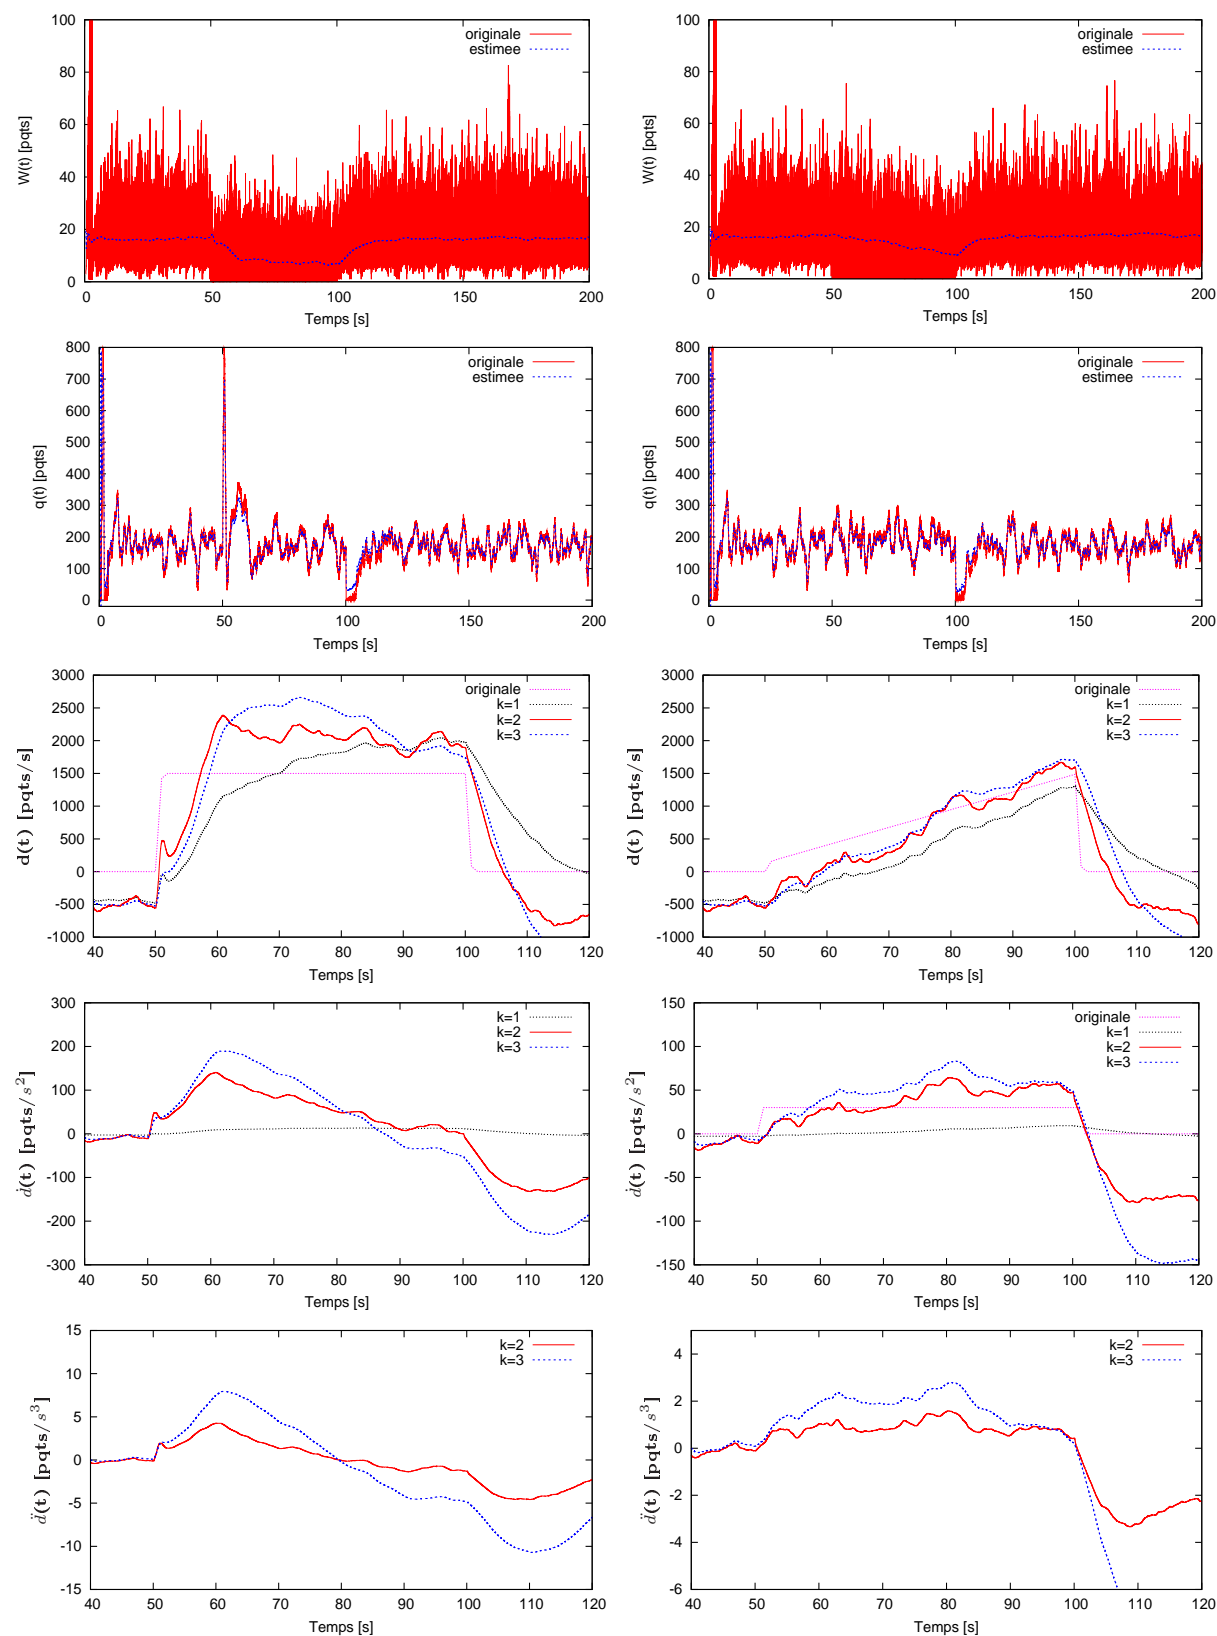 100
80
60
40
20
0
W(t) [pqts]
originale
estimee
0 50 100 150 200
Temps [s]
100
80
60
40
20
0
W(t) [pqts]
originale
estimee
0 50 100 150 200
Temps [s]
800
700
600
500
400
300
200
100
0
q(t) [pqts]
originale
estimee
0 50 100 150 200
Temps [s]
800
700
600
500
400
300
200
100
0
q(t) [pqts]
originale
estimee
0 50 100 150 200
Temps [s]
3000
2500
2000
1500
1000
500
0
-500
-1000
d(t) [pqts/s]
originale
k=1
k=2
k=3
40 50 60 70 80 90 100 110 120
Temps [s]
3000
2500
2000
1500
1000
500
0
-500
-1000
d(t) [pqts/s]
originale
k=1
k=2
k=3
40 50 60 70 80 90 100 110 120
Temps [s]
300
200
100
0
-100
-200
-300
ḋ(t) [pqts/s²]
k=1
k=2
k=3
40 50 60 70 80 90 100 110 120
Temps [s]
150
100
50
0
-50
-100
-150
ḋ(t) [pqts/s²]
originale
k=1
k=2
k=3
40 50 60 70 80 90 100 110 120
Temps [s]
15
10
5
0
-5
-10
-15
d̈(t) [pqts/s³]
k=2
k=3
40 50 60 70 80 90 100 110 120
Temps [s]
4
2
0
-2
-4
-6
d̈(t) [pqts/s³]
k=2
k=3
40 50 60 70 80 90 100 110 120
Temps [s]